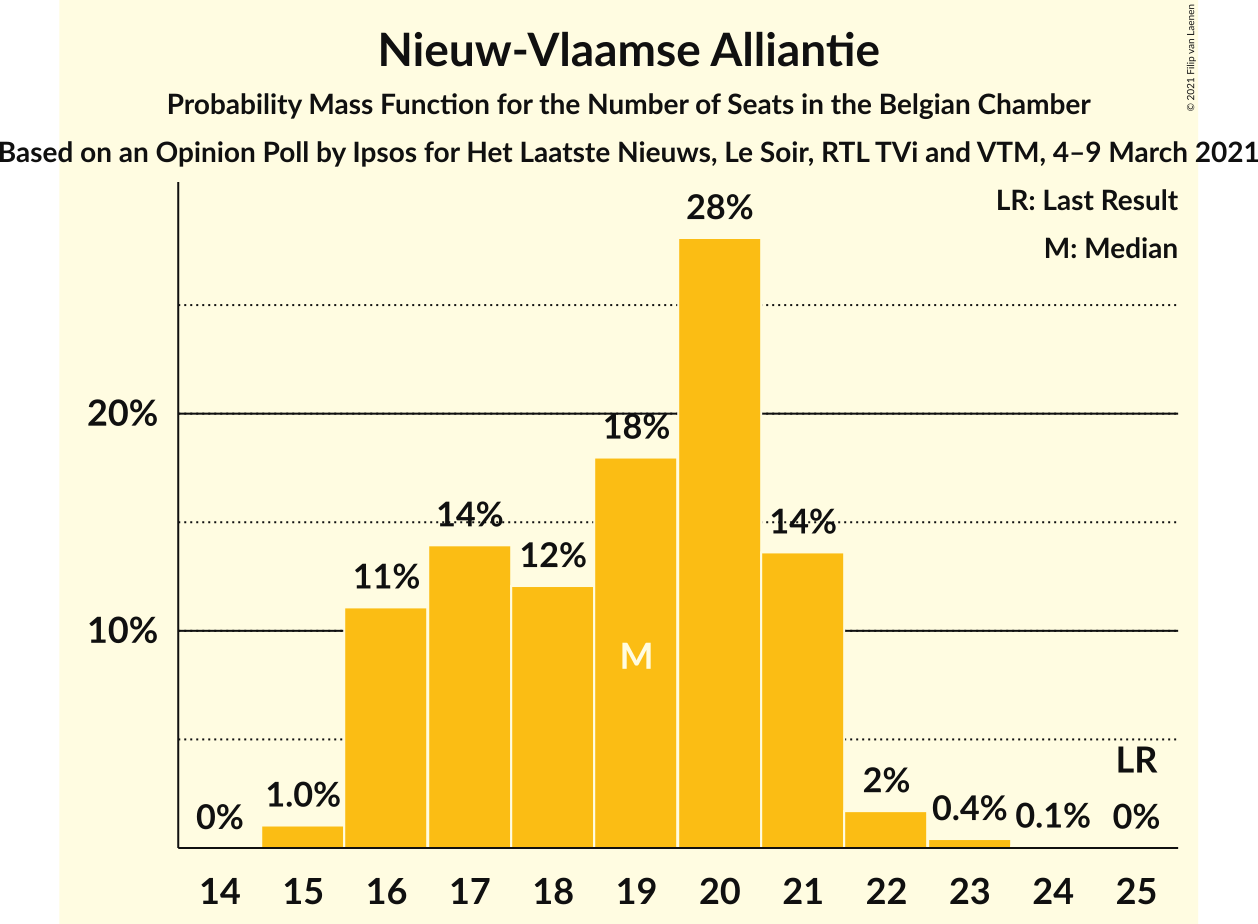 Nieuw-Vlaamse Alliantie
Probability Mass Function for the Number of Seats in the Belgian Chamber
Based on an Opinion Poll by Ipsos for Het Laatste Nieuws, Le Soir, RTL TVi and VTM, 4–9 March 2021
© 2021 Filip van Laenen
LR: Last Result
M: Median
28%
20%
18%
14%
14%
12%
11%
10%
M
LR
2%
1.0%
0.4%
0.1%
0%
0%
14 15 16 17 18 19 20 21 22 23 24 25